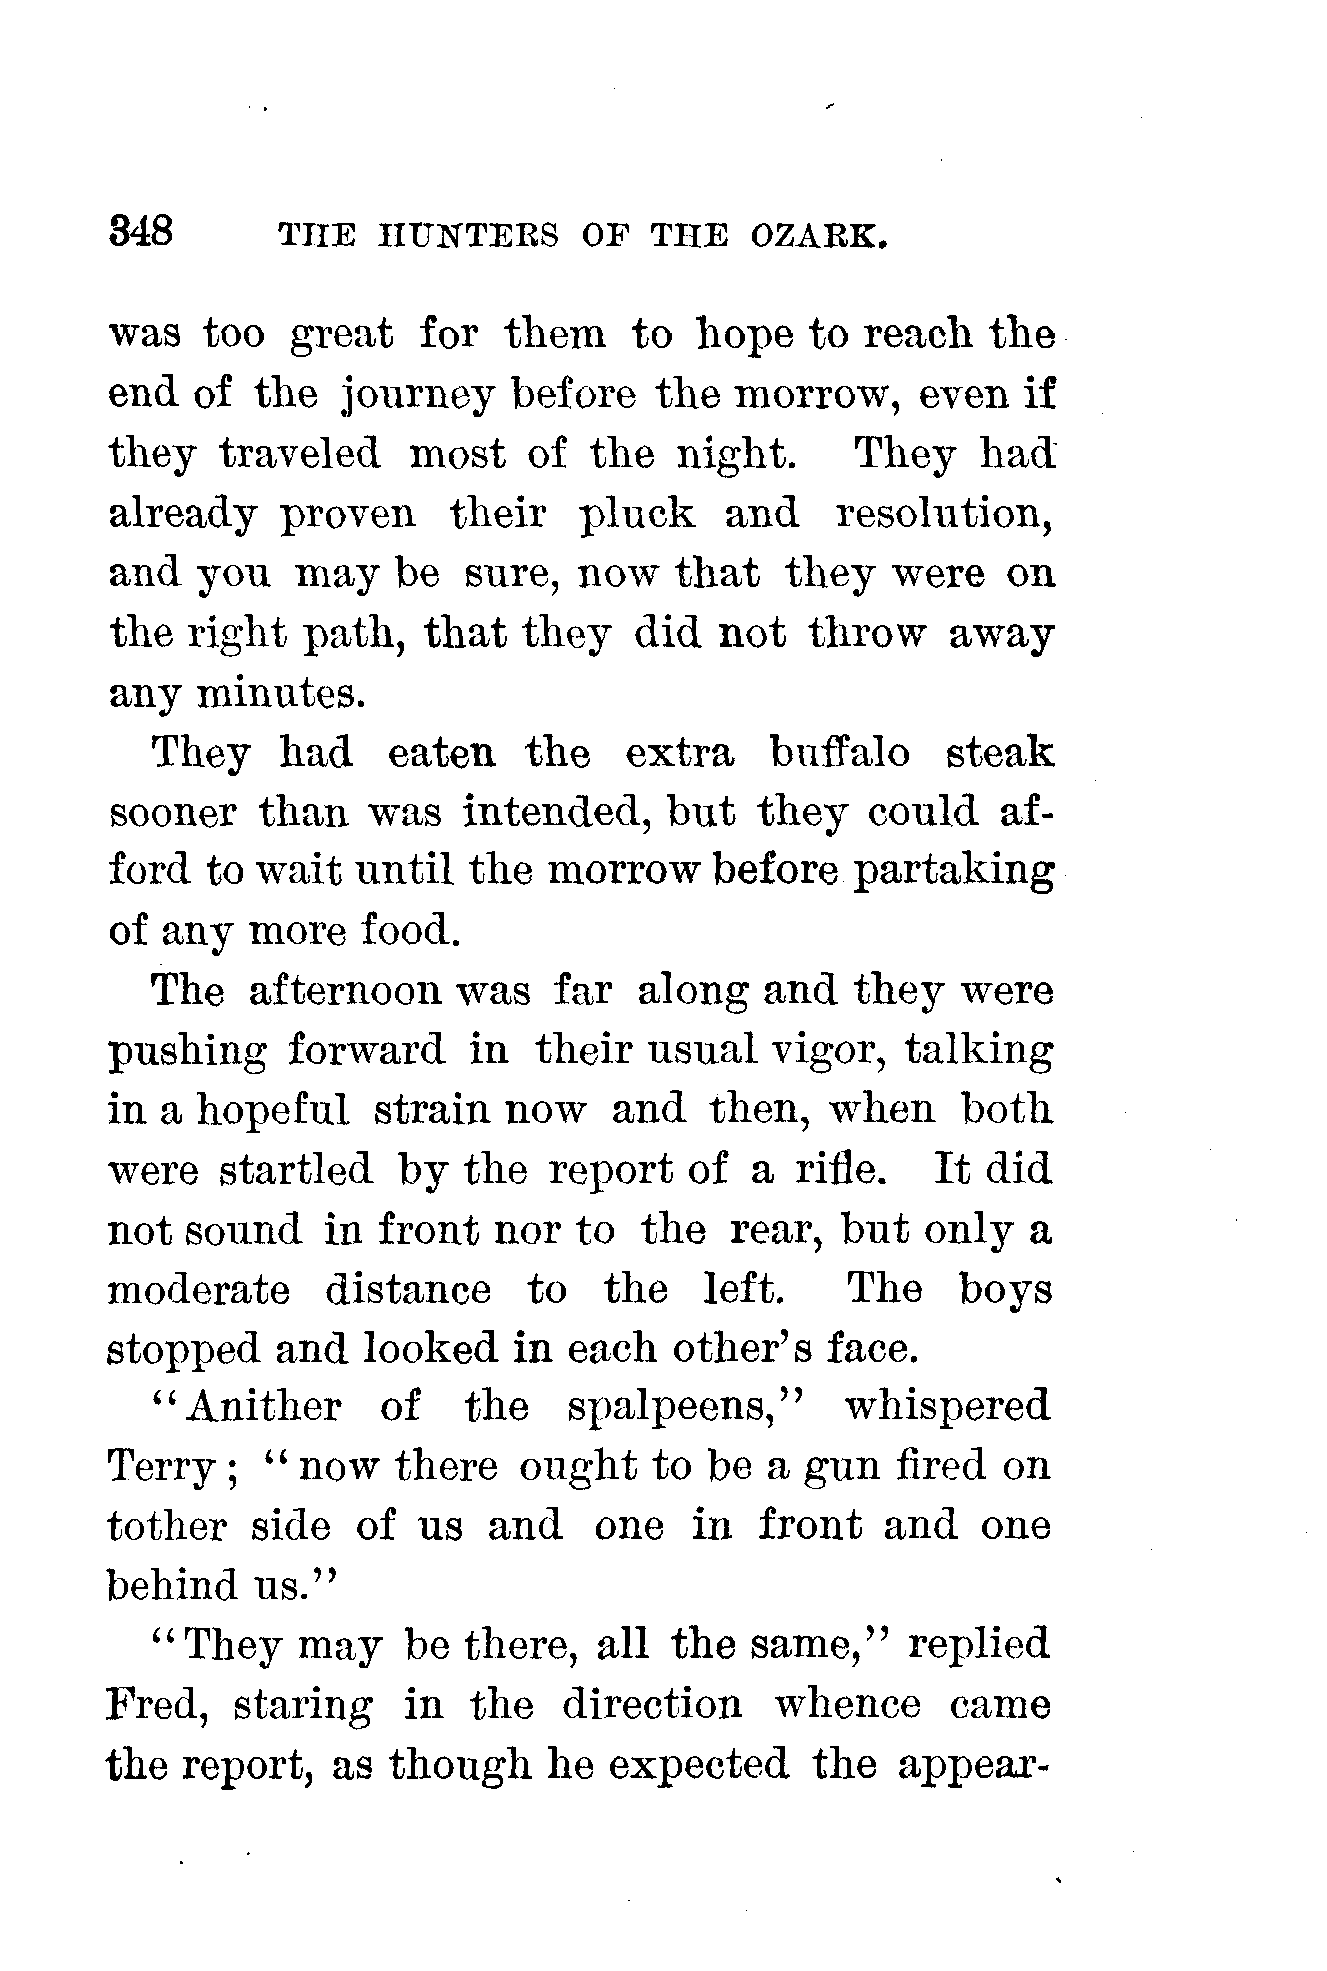 348 THE HUNTERS OF THE OZARK.
was too great for them to hope to reach the
end of the journey before the morrow, even if
they traveled most of the night. They had
already proven their pluck and resolution,
and you may be sure, now that they were on
the right path, that they did not throw away
any minutes.
They had eaten the extra buffalo steak
sooner than was intended, but they could af-
ford to wait until the morrow before partaking
of any more food.
The afternoon was far along and they were
pushing forward in their usual vigor, talking
in a hopeful strain now and then, when both
were startled by the report of a rifle. It did
not sound in front nor to the rear, but only a
moderate distance to the left. The boys
stopped and looked in each other's face.
"Anither of the spalpeens," whispered
Terry; "now there ought to be a gun fired on
tother side of us and one in front and one
behind us."
"They may be there, all the same," replied
Fred, staring in the direction whence came
the report, as though he expected the appear-